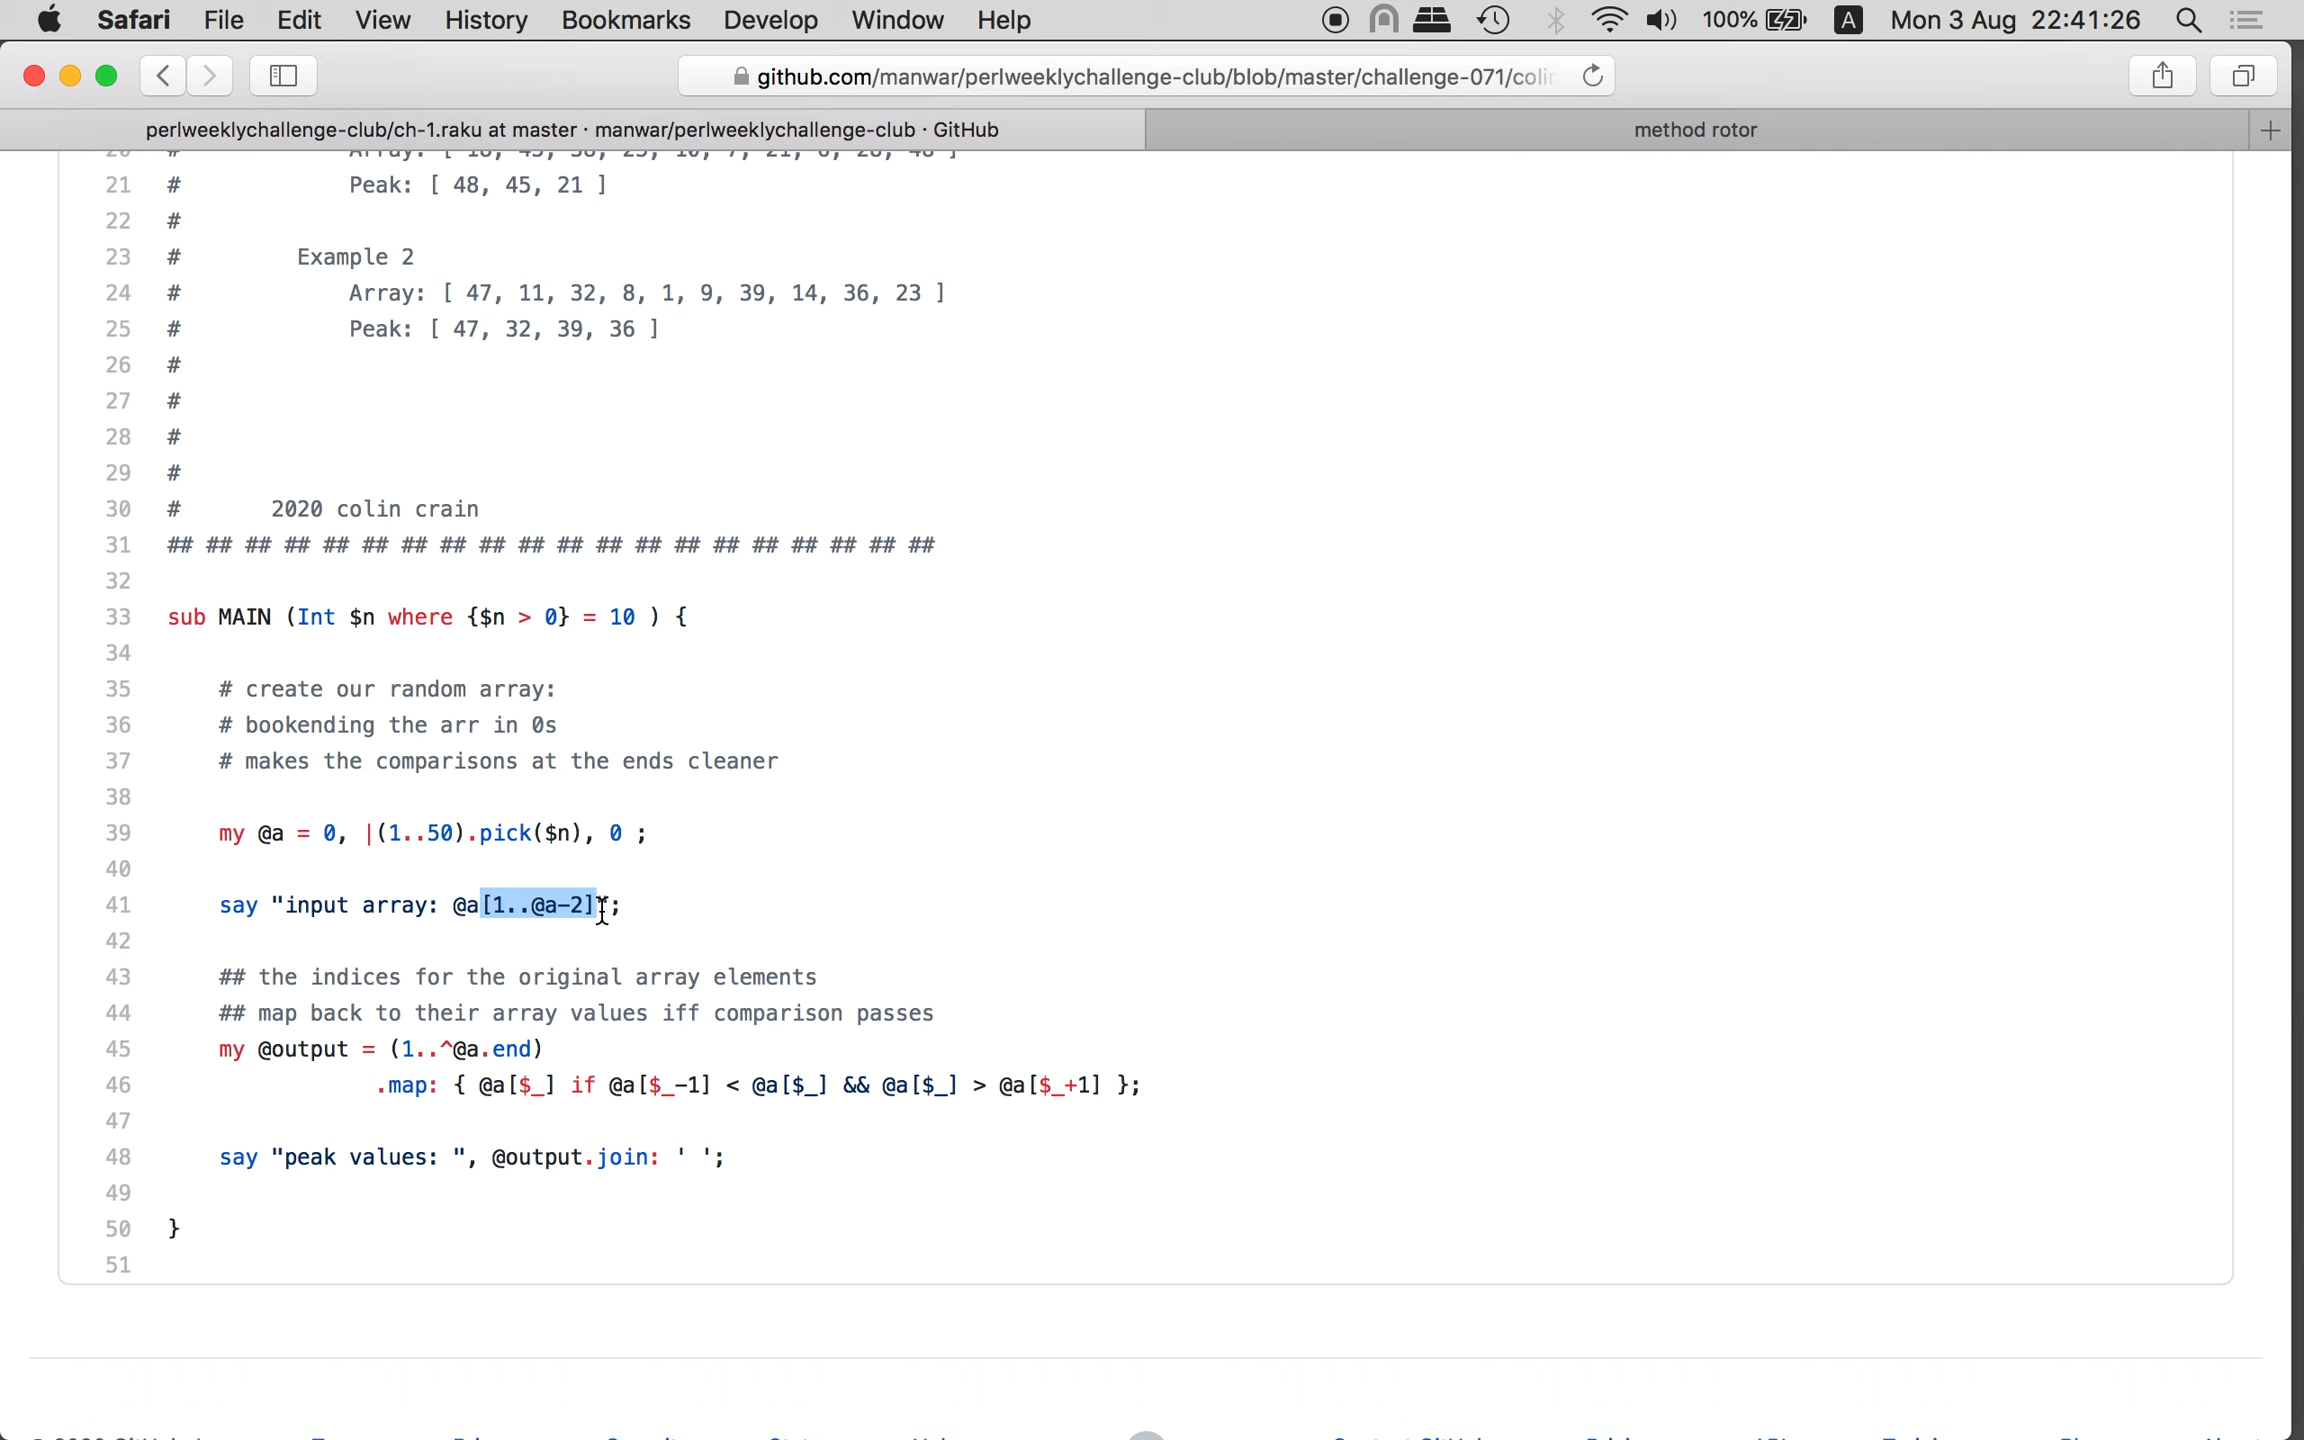 Safari File Edit View History Bookmarks Develop Window Help 100% A Mon 3 Aug 22:41:26
github.com/manwar/perlweeklychallenge-club/blob/master/challenge-071/coli
perlweeklychallenge-club/ch-1.raku at master · manwar/perlweeklychallenge-club · GitHub method rotor
21 # Peak: [ 48, 45, 21 ]
22 #
23 # Example 2
24 # Array: [ 47, 11, 32, 8, 1, 9, 39, 14, 36, 23 ]
25 # Peak: [ 47, 32, 39, 36 ]
26 #
27 #
28 #
29 #
30 # 2020 colin crain
31 ## ## ## ## ## ## ## ## ## ## ## ## ## ## ## ## ## ## ## ##
32
33 sub MAIN (Int $n where {$n > 0} = 10 ) {
34
35 # create our random array:
36 # bookending the arr in 0s
37 # makes the comparisons at the ends cleaner
38
39 my @a = 0, |(1..50).pick($n), 0 ;
40
41 say "input array: @a[1..@a-2]";
42
43 ## the indices for the original array elements
44 ## map back to their array values iff comparison passes
45 my @output = (1..^@a.end)
46 .map: { @a[$_] if @a[$_-1] < @a[$_] && @a[$_] > @a[$_+1] };
47
48 say "peak values: ", @output.join: ' ';
49
50 }
51